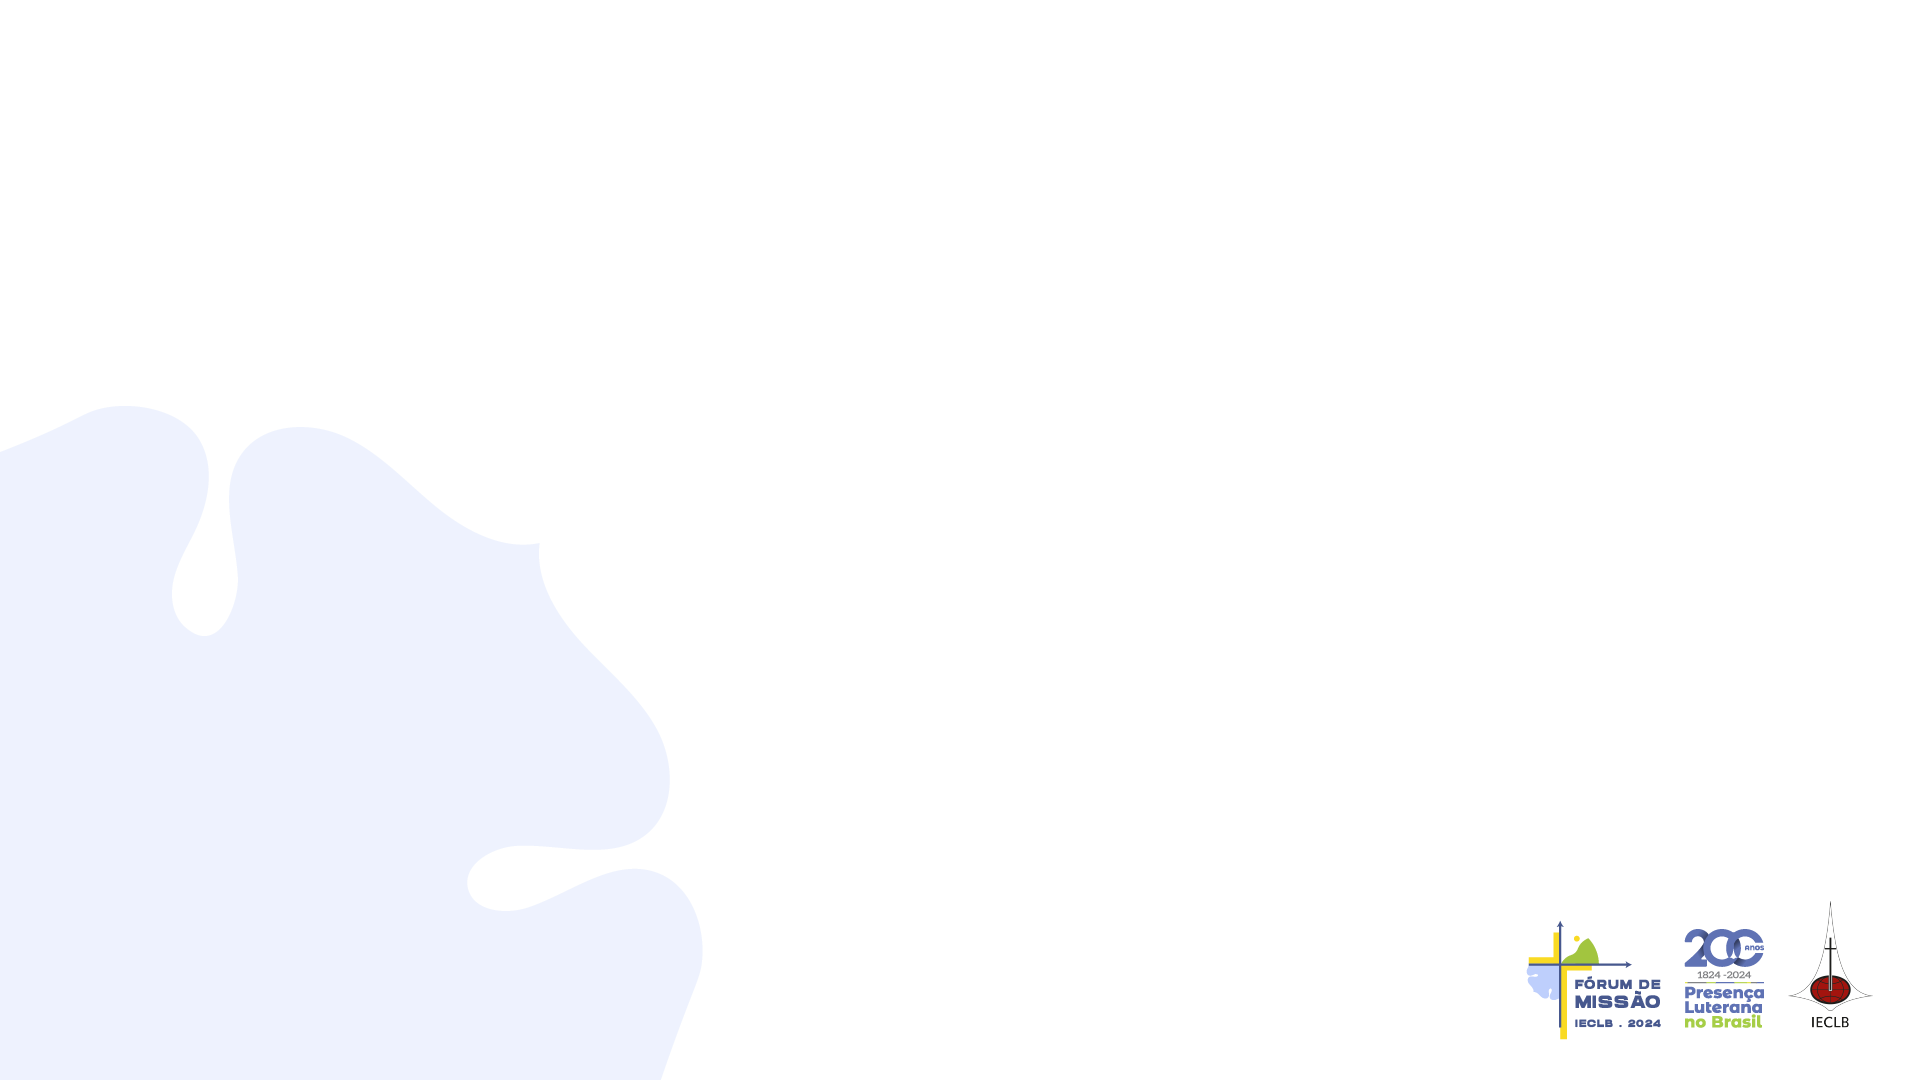 FÓRUM DE
MISSÃO
IECLB . 2024
200 anos
1824 -2024
Presença
Luterana
no Brasil
IECLB